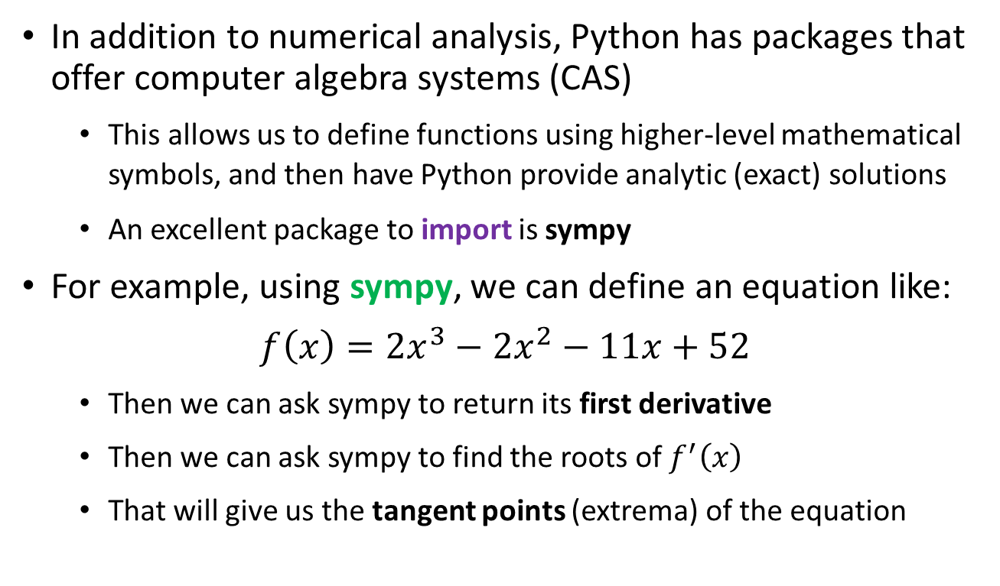 • In addition to numerical analysis, Python has packages that
offer computer algebra systems (CAS)
• This allows us to define functions using higher-level mathematical
symbols, and then have Python provide analytic (exact) solutions
• An excellent package to import is sympy
• For example, using sympy, we can define an equation like:
f(x) = 2x³ − 2x² − 11x + 52
• Then we can ask sympy to return its first derivative
• Then we can ask sympy to find the roots of f′(x)
• That will give us the tangent points (extrema) of the equation